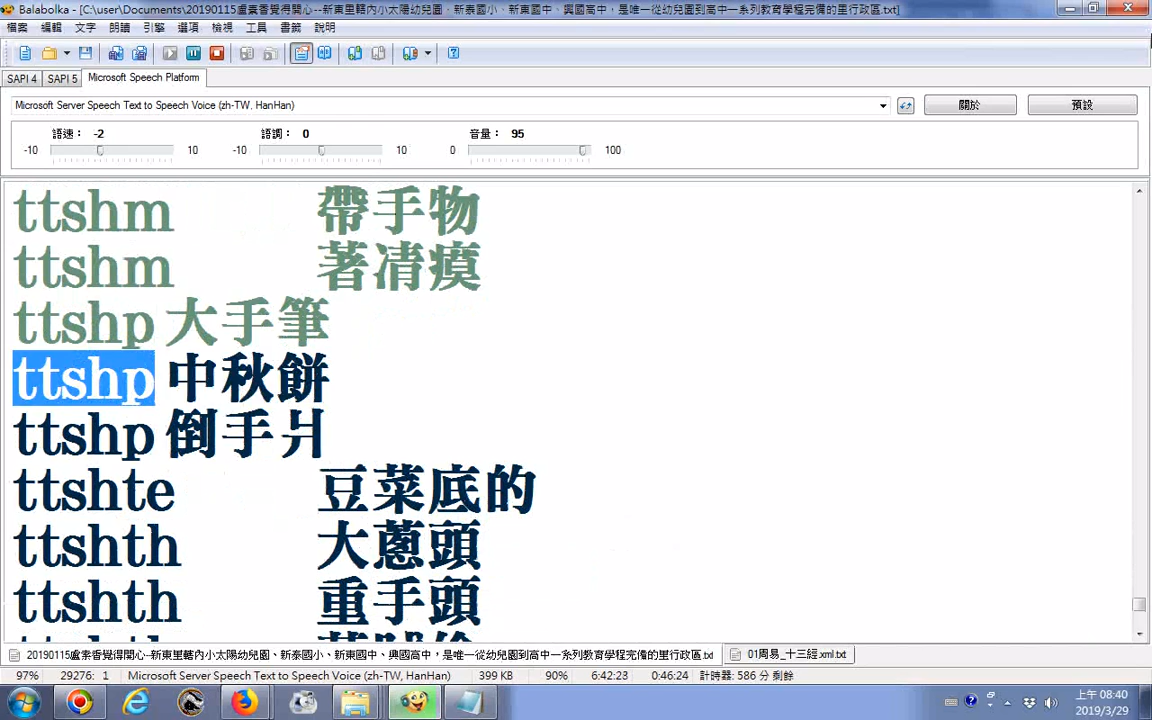 Balabolka - [C:\user\Documents\20190115盧素香覺得開心--新東里轄內小太陽幼兒園、新泰國小、新東國中、興國高中，是唯一從幼兒園到高中一系列教育學程完備的里行政區.txt]
檔案 編輯 文字 朗讀 引擎 選項 檢視 工具 書籤 說明
SAPI 4 SAPI 5 Microsoft Speech Platform
Microsoft Server Speech Text to Speech Voice (zh-TW, HanHan) 關於 預設
語速： -2 語調： 0 音量： 95
-10 10 -10 10 0 100
ttshm 帶手物
ttshm 著凊瘼
ttshp 大手筆
ttshp 中秋餅
ttshp 倒手爿
ttshte 豆菜底的
ttshth 大蔥頭
ttshth 重手頭
20190115盧素香覺得開心--新東里轄內小太陽幼兒園、新泰國小、新東國中、興國高中，是唯一從幼兒園到高中一系列教育學程完備的里行政區.txt 01周易_十三經.xml.txt
97% 29276: 1 Microsoft Server Speech Text to Speech Voice (zh-TW, HanHan) 399 KB 90% 6:42:23 0:46:24 計時器: 586 分 剩餘
上午 08:40
2019/3/29